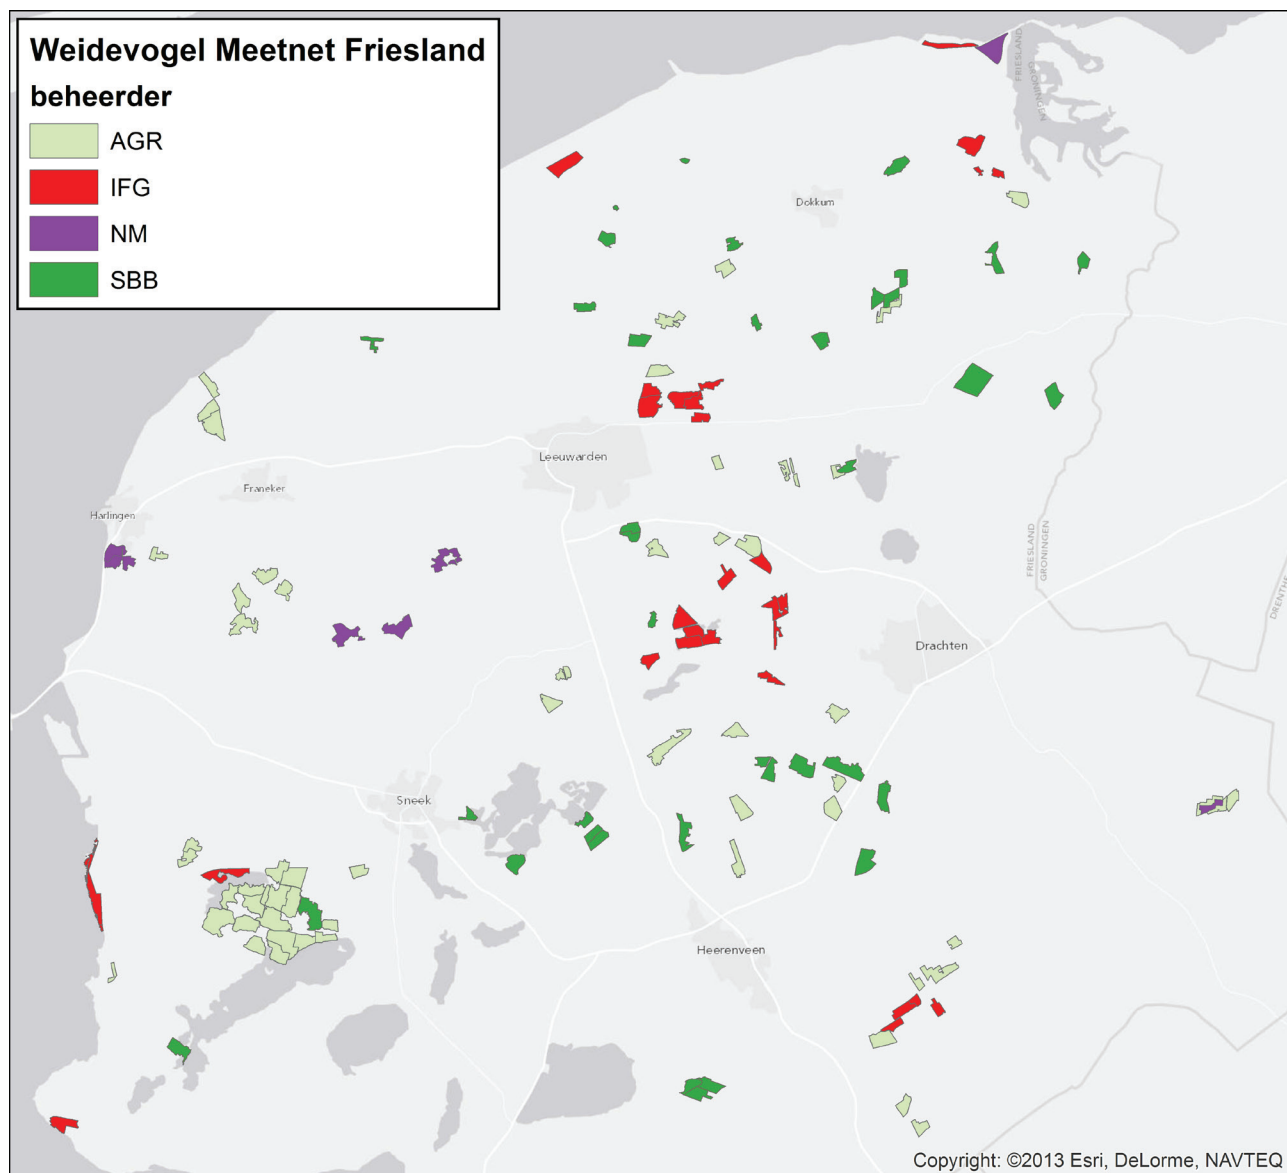 Weidevogel Meetnet Friesland
beheerder
AGR
IFG
NM
SBB
FRIESLAND
GRONINGEN
Dokkum
Leeuwarden
Franeker
Harlingen
FRIESLAND
GRONINGEN
DRENTHE
Drachten
Sneek
Heerenveen
Copyright: ©2013 Esri, DeLorme, NAVTEQ